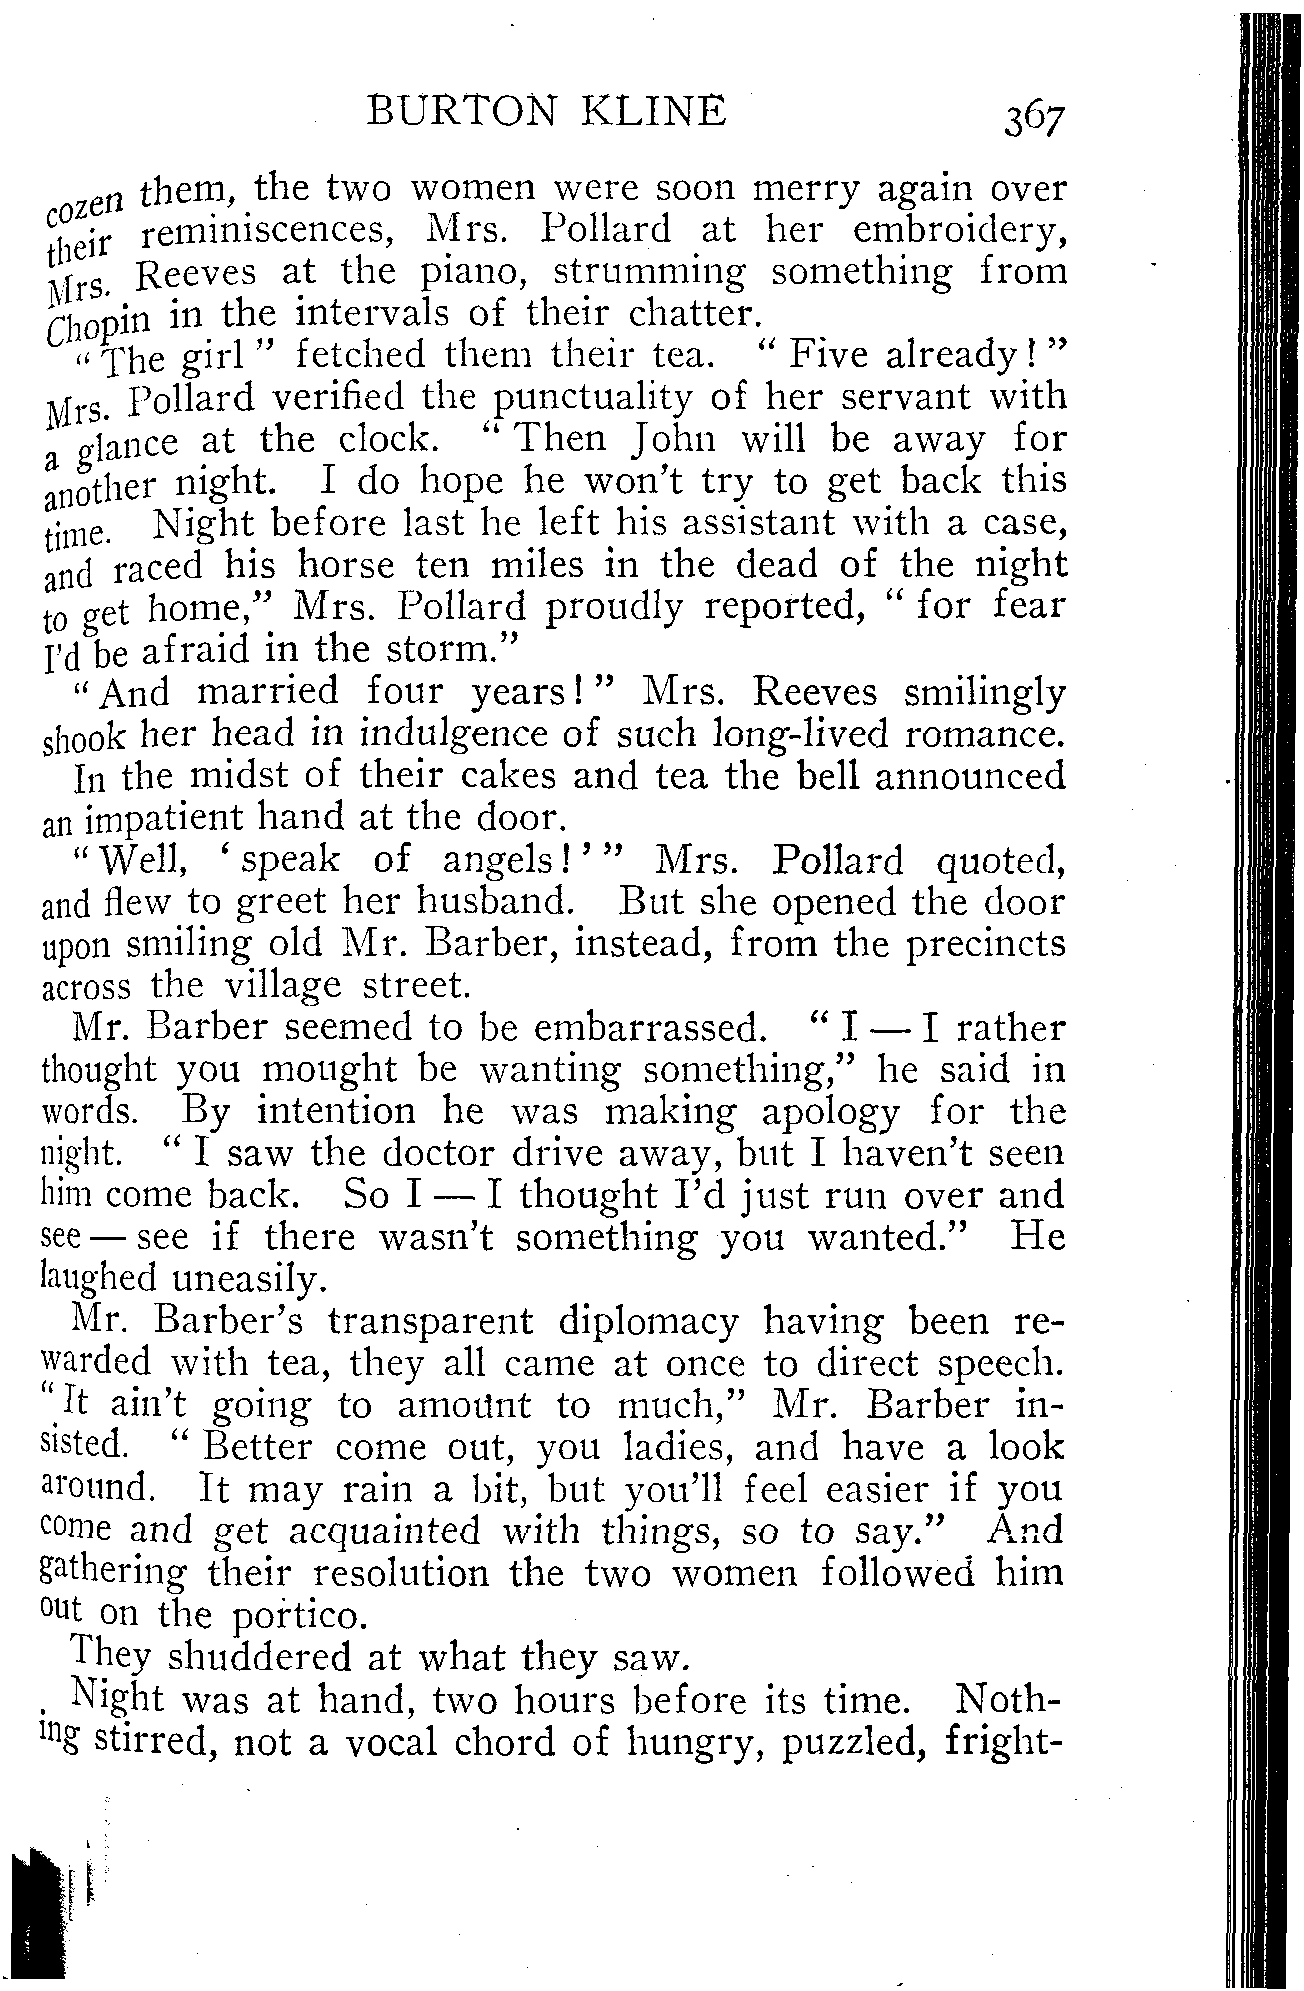 BURTON KLINE 367
cozen them, the two women were soon merry again over
their reminiscences, Mrs. Pollard at her embroidery,
Mrs. Reeves at the piano, strumming something from
Chopin in the intervals of their chatter.
“ The girl ” fetched them their tea. “ Five already! ”
Mrs. Pollard verified the punctuality of her servant with
a glance at the clock. “ Then John will be away for
another night. I do hope he won't try to get back this
time. Night before last he left his assistant with a case,
and raced his horse ten miles in the dead of the night
to get home,” Mrs. Pollard proudly reported, “ for fear
I'd be afraid in the storm.”
“ And married four years! ” Mrs. Reeves smilingly
shook her head in indulgence of such long-lived romance.
In the midst of their cakes and tea the bell announced
an impatient hand at the door.
“ Well, ‘ speak of angels! ’ ” Mrs. Pollard quoted,
and flew to greet her husband. But she opened the door
upon smiling old Mr. Barber, instead, from the precincts
across the village street.
Mr. Barber seemed to be embarrassed. “ I — I rather
thought you mought be wanting something,” he said in
words. By intention he was making apology for the
night. “ I saw the doctor drive away, but I haven't seen
him come back. So I — I thought I'd just run over and
see — see if there wasn't something you wanted.” He
laughed uneasily.
Mr. Barber's transparent diplomacy having been re-
warded with tea, they all came at once to direct speech.
“ It ain't going to amount to much,” Mr. Barber in-
sisted. “ Better come out, you ladies, and have a look
around. It may rain a bit, but you'll feel easier if you
come and get acquainted with things, so to say.” And
gathering their resolution the two women followed him
out on the portico.
They shuddered at what they saw.
Night was at hand, two hours before its time. Noth-
ing stirred, not a vocal chord of hungry, puzzled, fright-